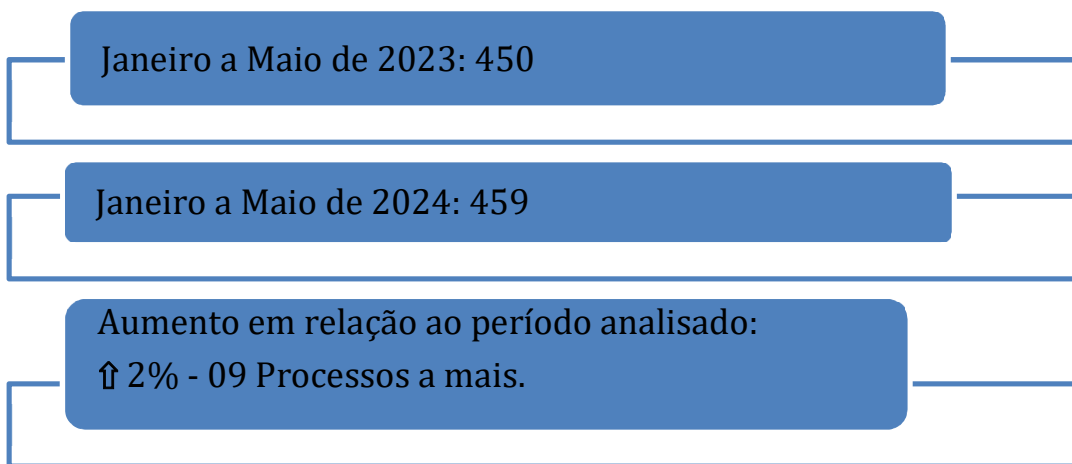 Janeiro a Maio de 2023: 450
Janeiro a Maio de 2024: 459
Aumento em relação ao período analisado:
⇧ 2% - 09 Processos a mais.